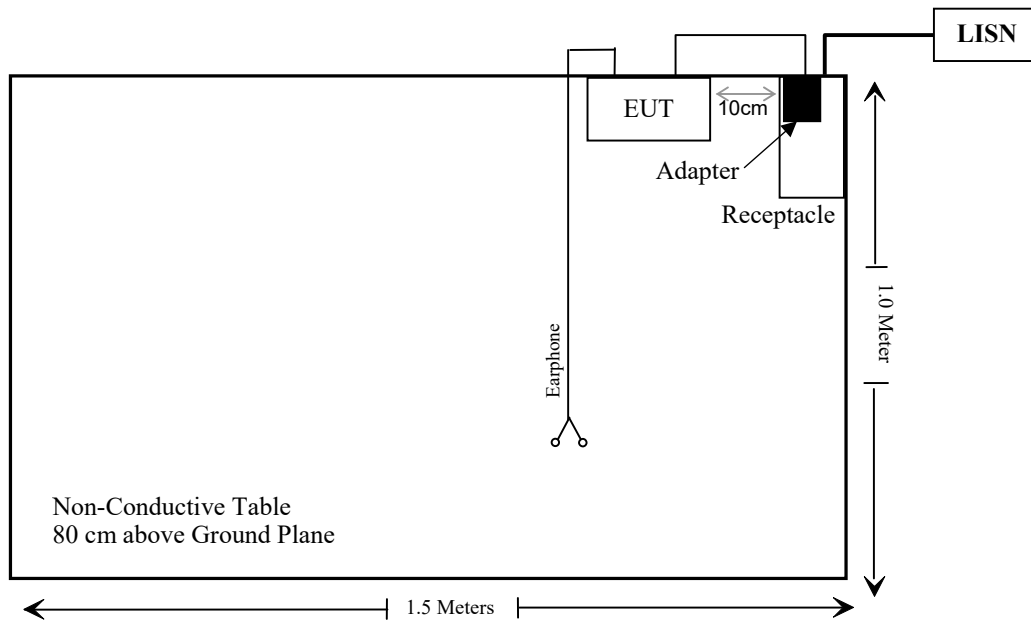 LISN
EUT
10cm
Adapter
Receptacle
1.0 Meter
Earphone
Non-Conductive Table
80 cm above Ground Plane
1.5 Meters